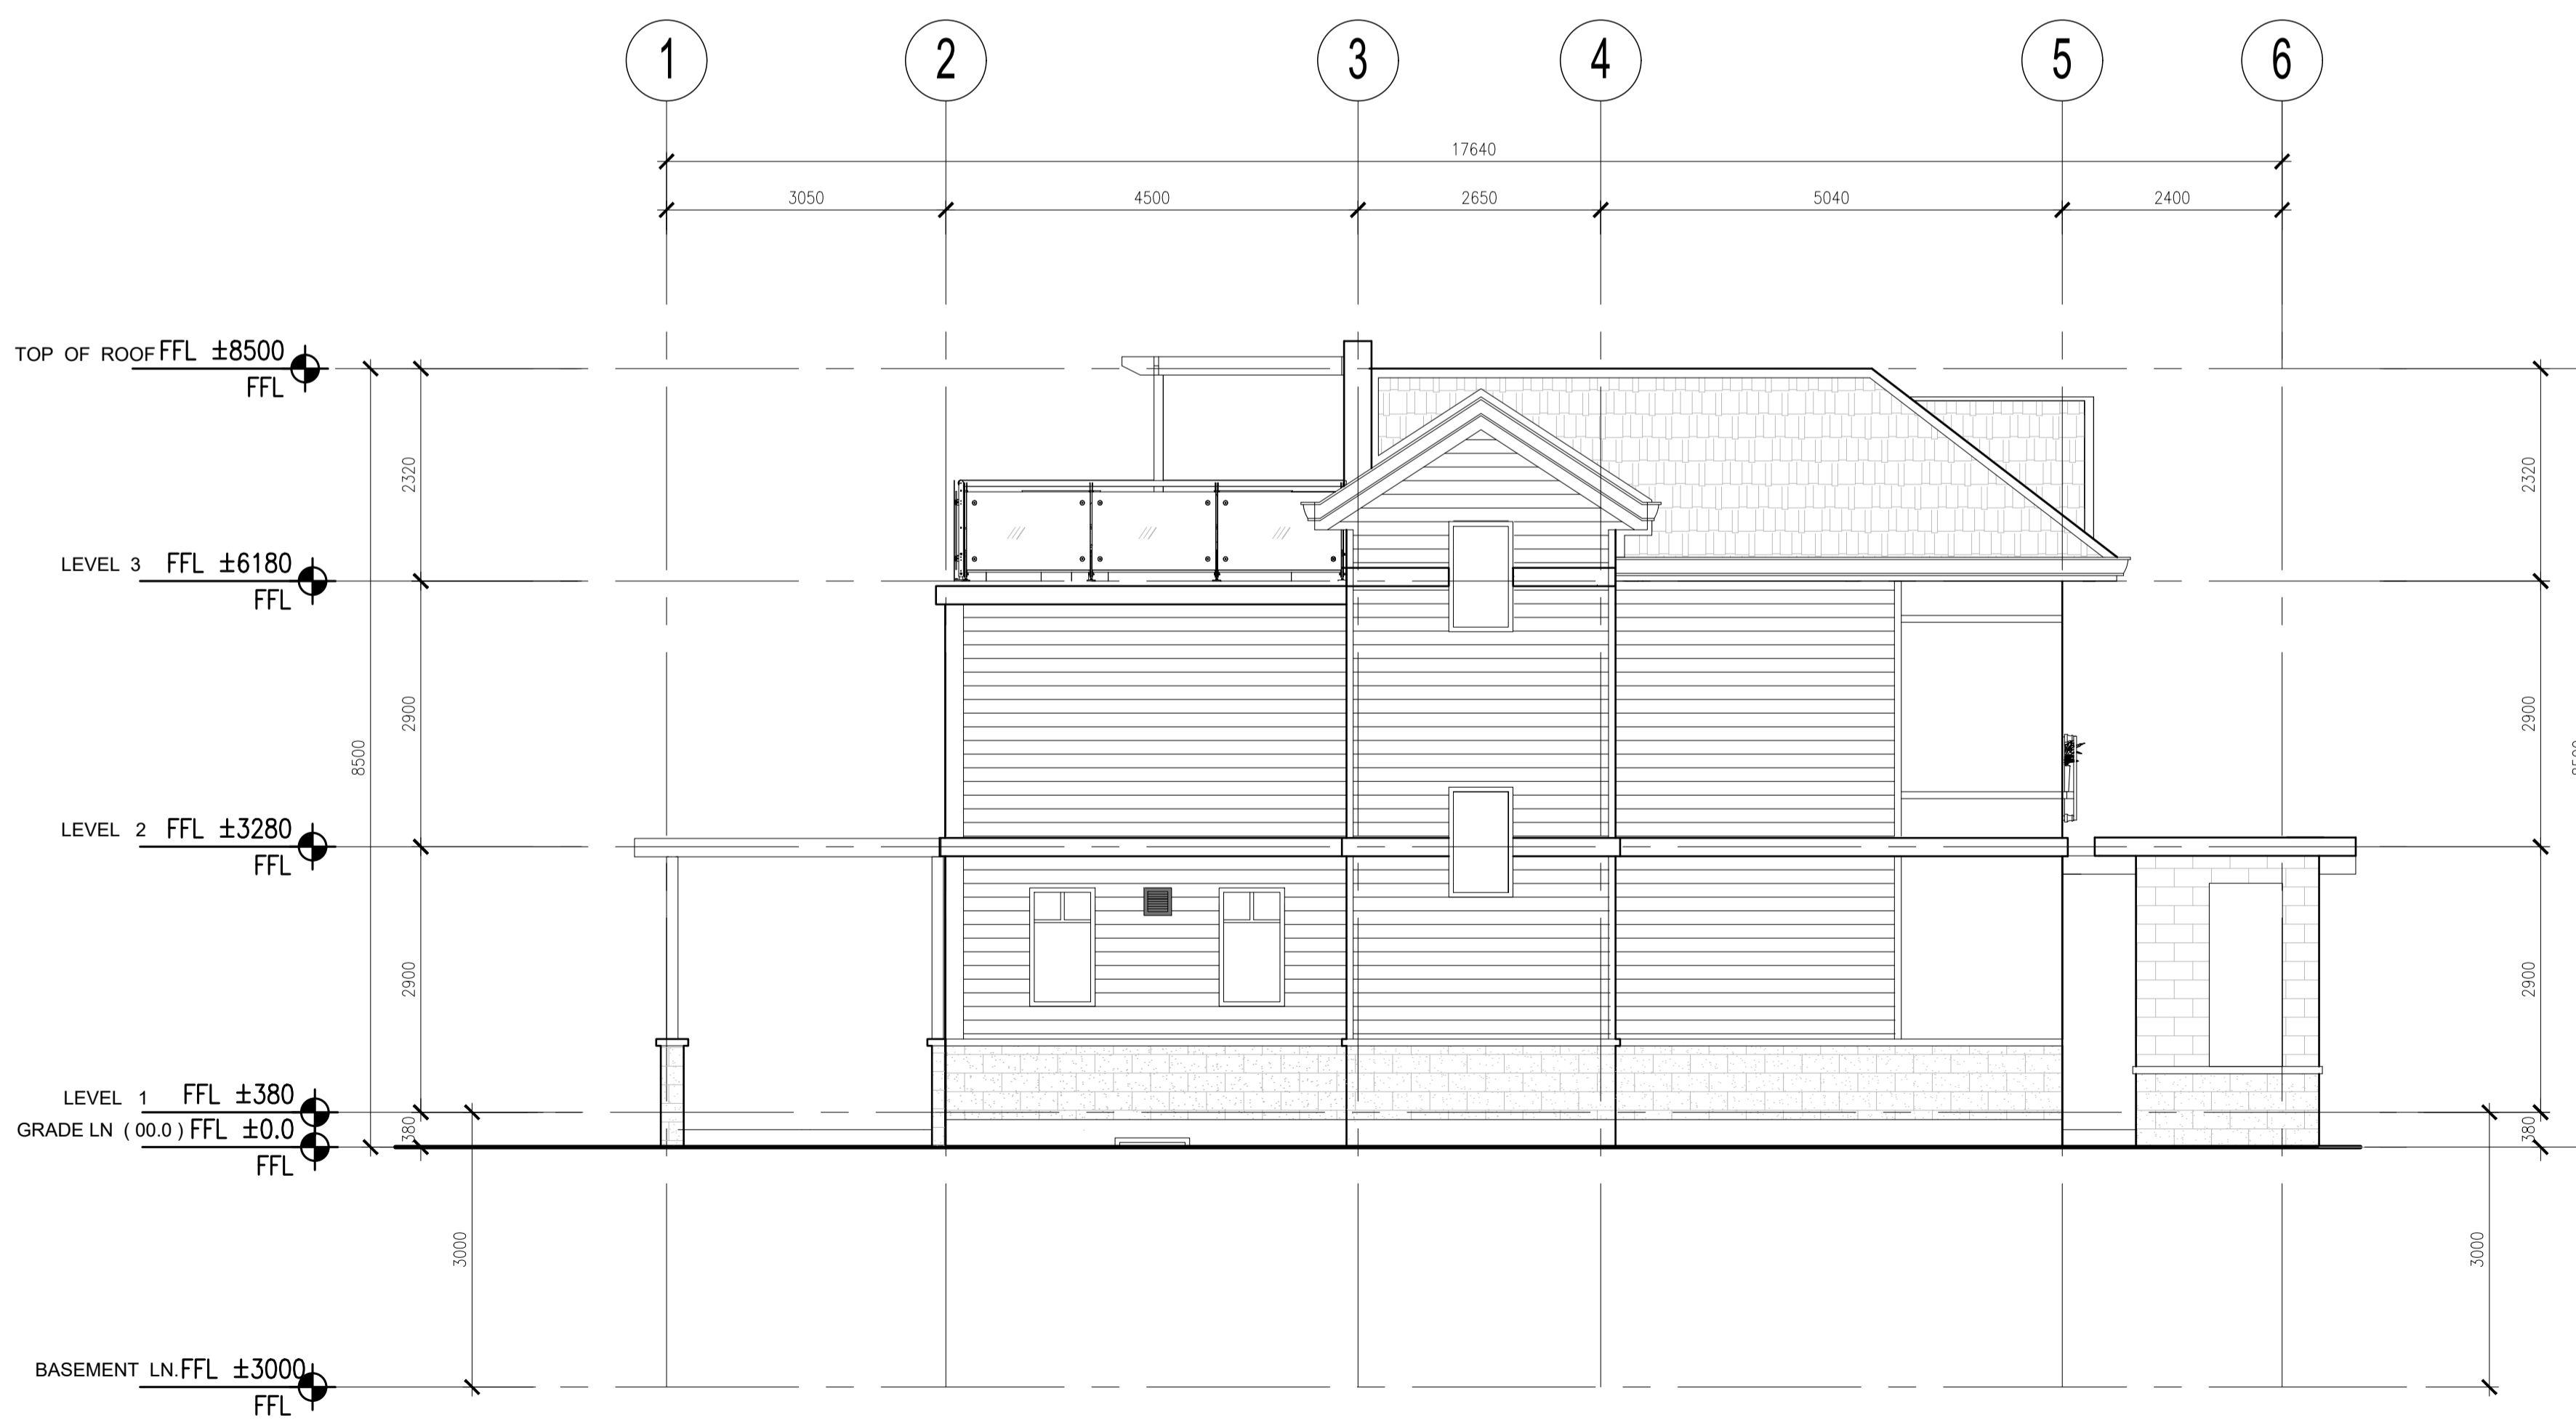 1 2 3 4 5 6
17640
3050 4500 2650 5040 2400
TOP OF ROOF FFL ±8500
FFL
2320
2320
LEVEL 3 FFL ±6180
FFL
2900
2900
8500
LEVEL 2 FFL ±3280
FFL
2900
2900
LEVEL 1 FFL ±380
GRADE LN ( 00.0 ) FFL ±0.0
FFL
380
380
3000
3000
BASEMENT LN. FFL ±3000
FFL